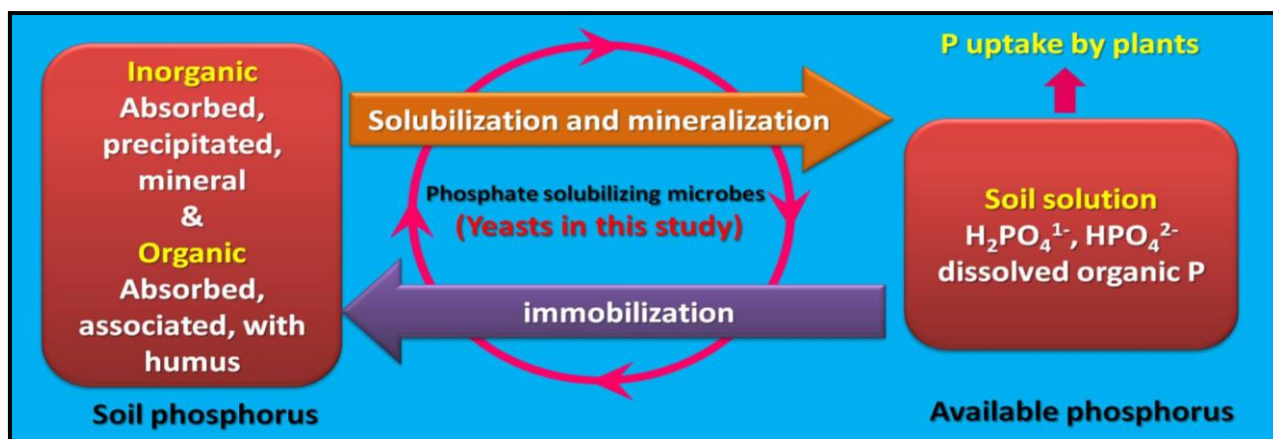 Inorganic
Absorbed,
precipitated,
mineral
&
Organic
Absorbed,
associated, with
humus
Soil phosphorus
Solubilization and mineralization
Phosphate solubilizing microbes
(Yeasts in this study)
immobilization
P uptake by plants
Soil solution
H₂PO₄¹⁻, HPO₄²⁻
dissolved organic P
Available phosphorus